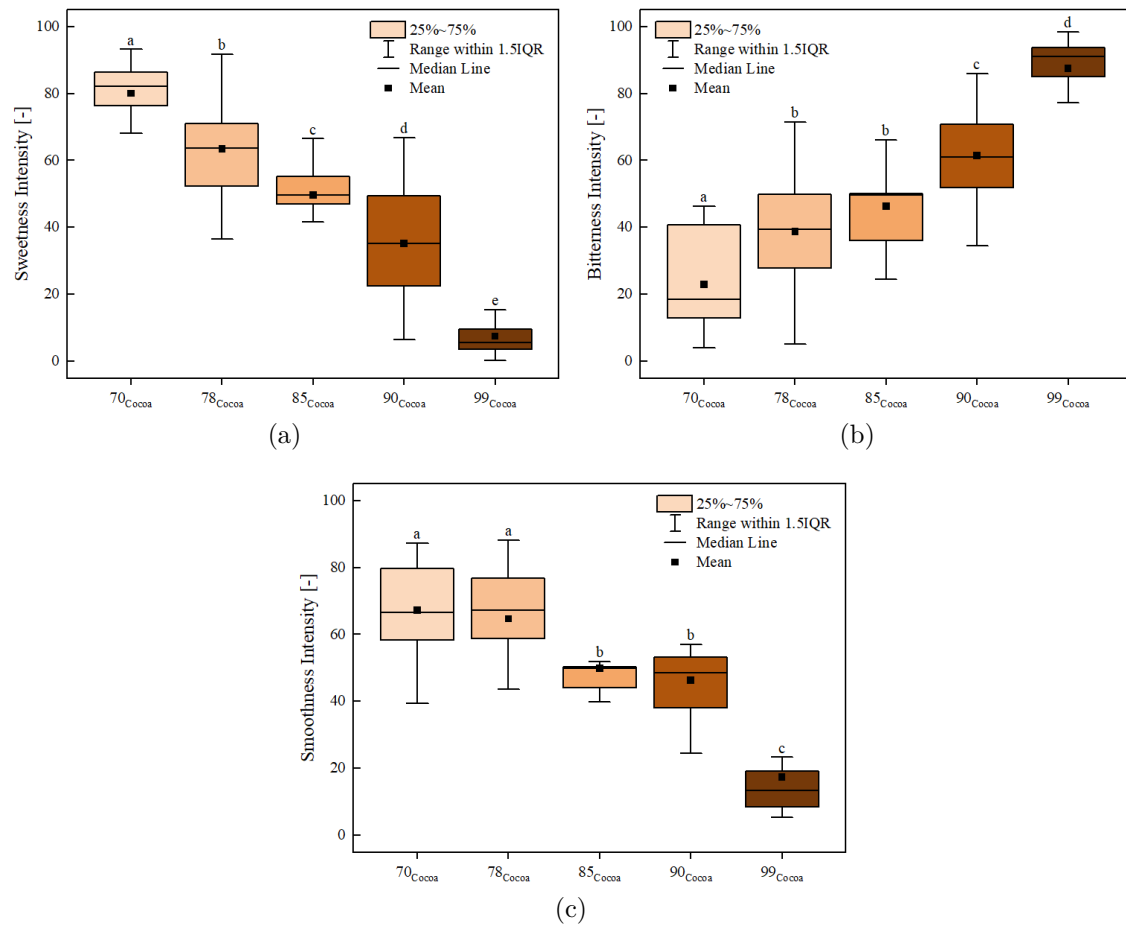 Sweetness Intensity [-]
100
80
60
40
20
0
a
b
c
d
e
25%~75%
Range within 1.5IQR
Median Line
Mean
70Cocoa
78Cocoa
85Cocoa
90Cocoa
99Cocoa
(a)
Bitterness Intensity [-]
100
80
60
40
20
0
a
b
b
c
d
25%~75%
Range within 1.5IQR
Median Line
Mean
70Cocoa
78Cocoa
85Cocoa
90Cocoa
99Cocoa
(b)
Smoothness Intensity [-]
100
80
60
40
20
0
a
a
b
b
c
25%~75%
Range within 1.5IQR
Median Line
Mean
70Cocoa
78Cocoa
85Cocoa
90Cocoa
99Cocoa
(c)